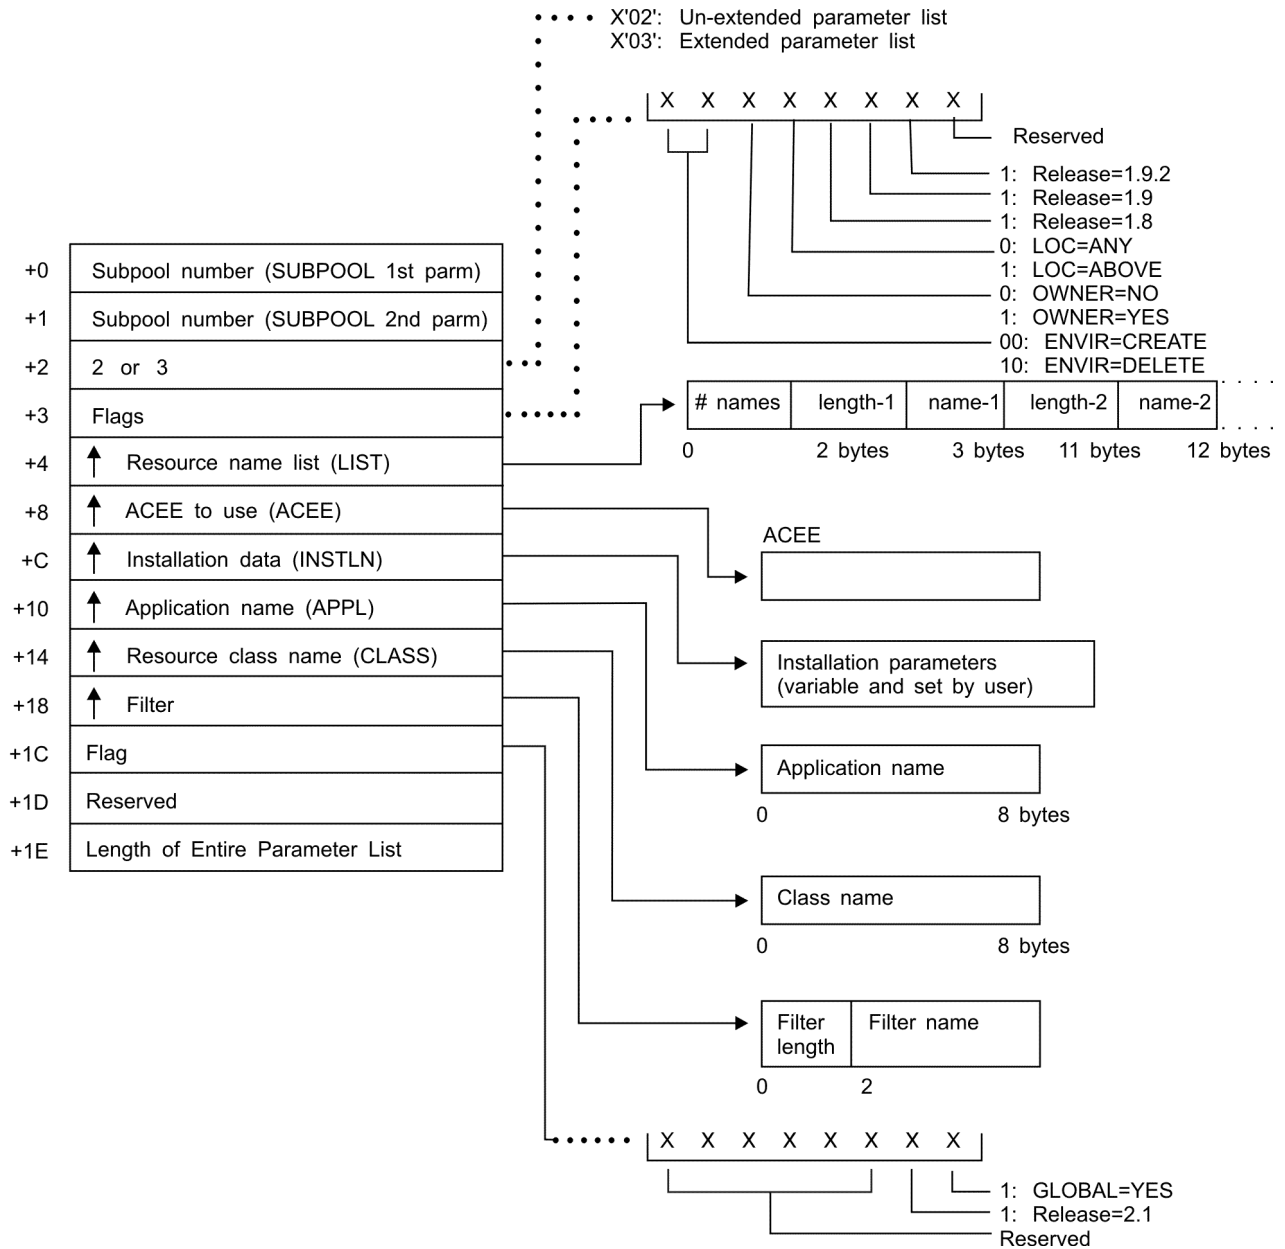 X'02': Un-extended parameter list
X'03': Extended parameter list
X X X X X X X X
Reserved
1: Release=1.9.2
1: Release=1.9
1: Release=1.8
0: LOC=ANY
1: LOC=ABOVE
0: OWNER=NO
1: OWNER=YES
00: ENVIR=CREATE
10: ENVIR=DELETE
+0 Subpool number (SUBPOOL 1st parm)
+1 Subpool number (SUBPOOL 2nd parm)
+2 2 or 3
+3 Flags
+4 Resource name list (LIST)
+8 ACEE to use (ACEE)
+C Installation data (INSTLN)
+10 Application name (APPL)
+14 Resource class name (CLASS)
+18 Filter
+1C Flag
+1D Reserved
+1E Length of Entire Parameter List
# names length-1 name-1 length-2 name-2
0 2 bytes 3 bytes 11 bytes 12 bytes
ACEE
Installation parameters
(variable and set by user)
Application name
0 8 bytes
Class name
0 8 bytes
Filter Filter name
length
0 2
X X X X X X X X
1: GLOBAL=YES
1: Release=2.1
Reserved